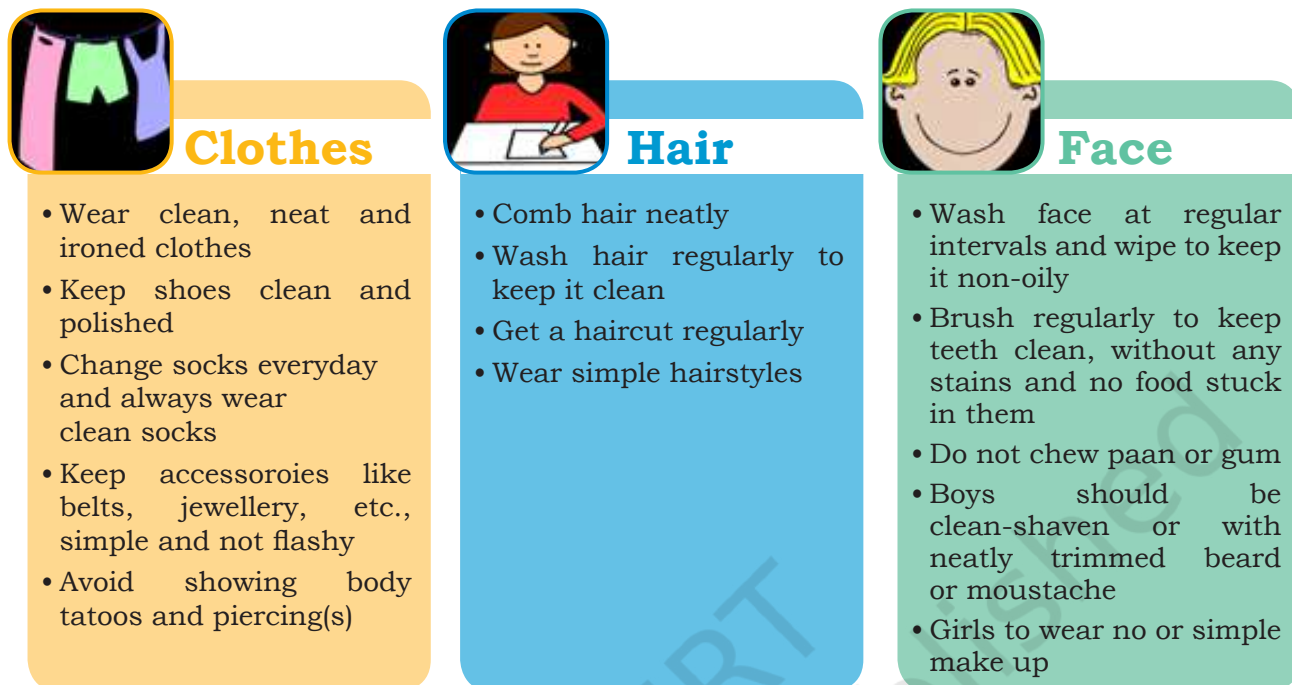 Clothes
• Wear clean, neat and
ironed clothes
• Keep shoes clean and
polished
• Change socks everyday
and always wear
clean socks
• Keep accessoroies like
belts, jewellery, etc.,
simple and not flashy
• Avoid showing body
tatoos and piercing(s)
Hair
• Comb hair neatly
• Wash hair regularly to
keep it clean
• Get a haircut regularly
• Wear simple hairstyles
Face
• Wash face at regular
intervals and wipe to keep
it non-oily
• Brush regularly to keep
teeth clean, without any
stains and no food stuck
in them
• Do not chew paan or gum
• Boys should be
clean-shaven or with
neatly trimmed beard
or moustache
• Girls to wear no or simple
make up